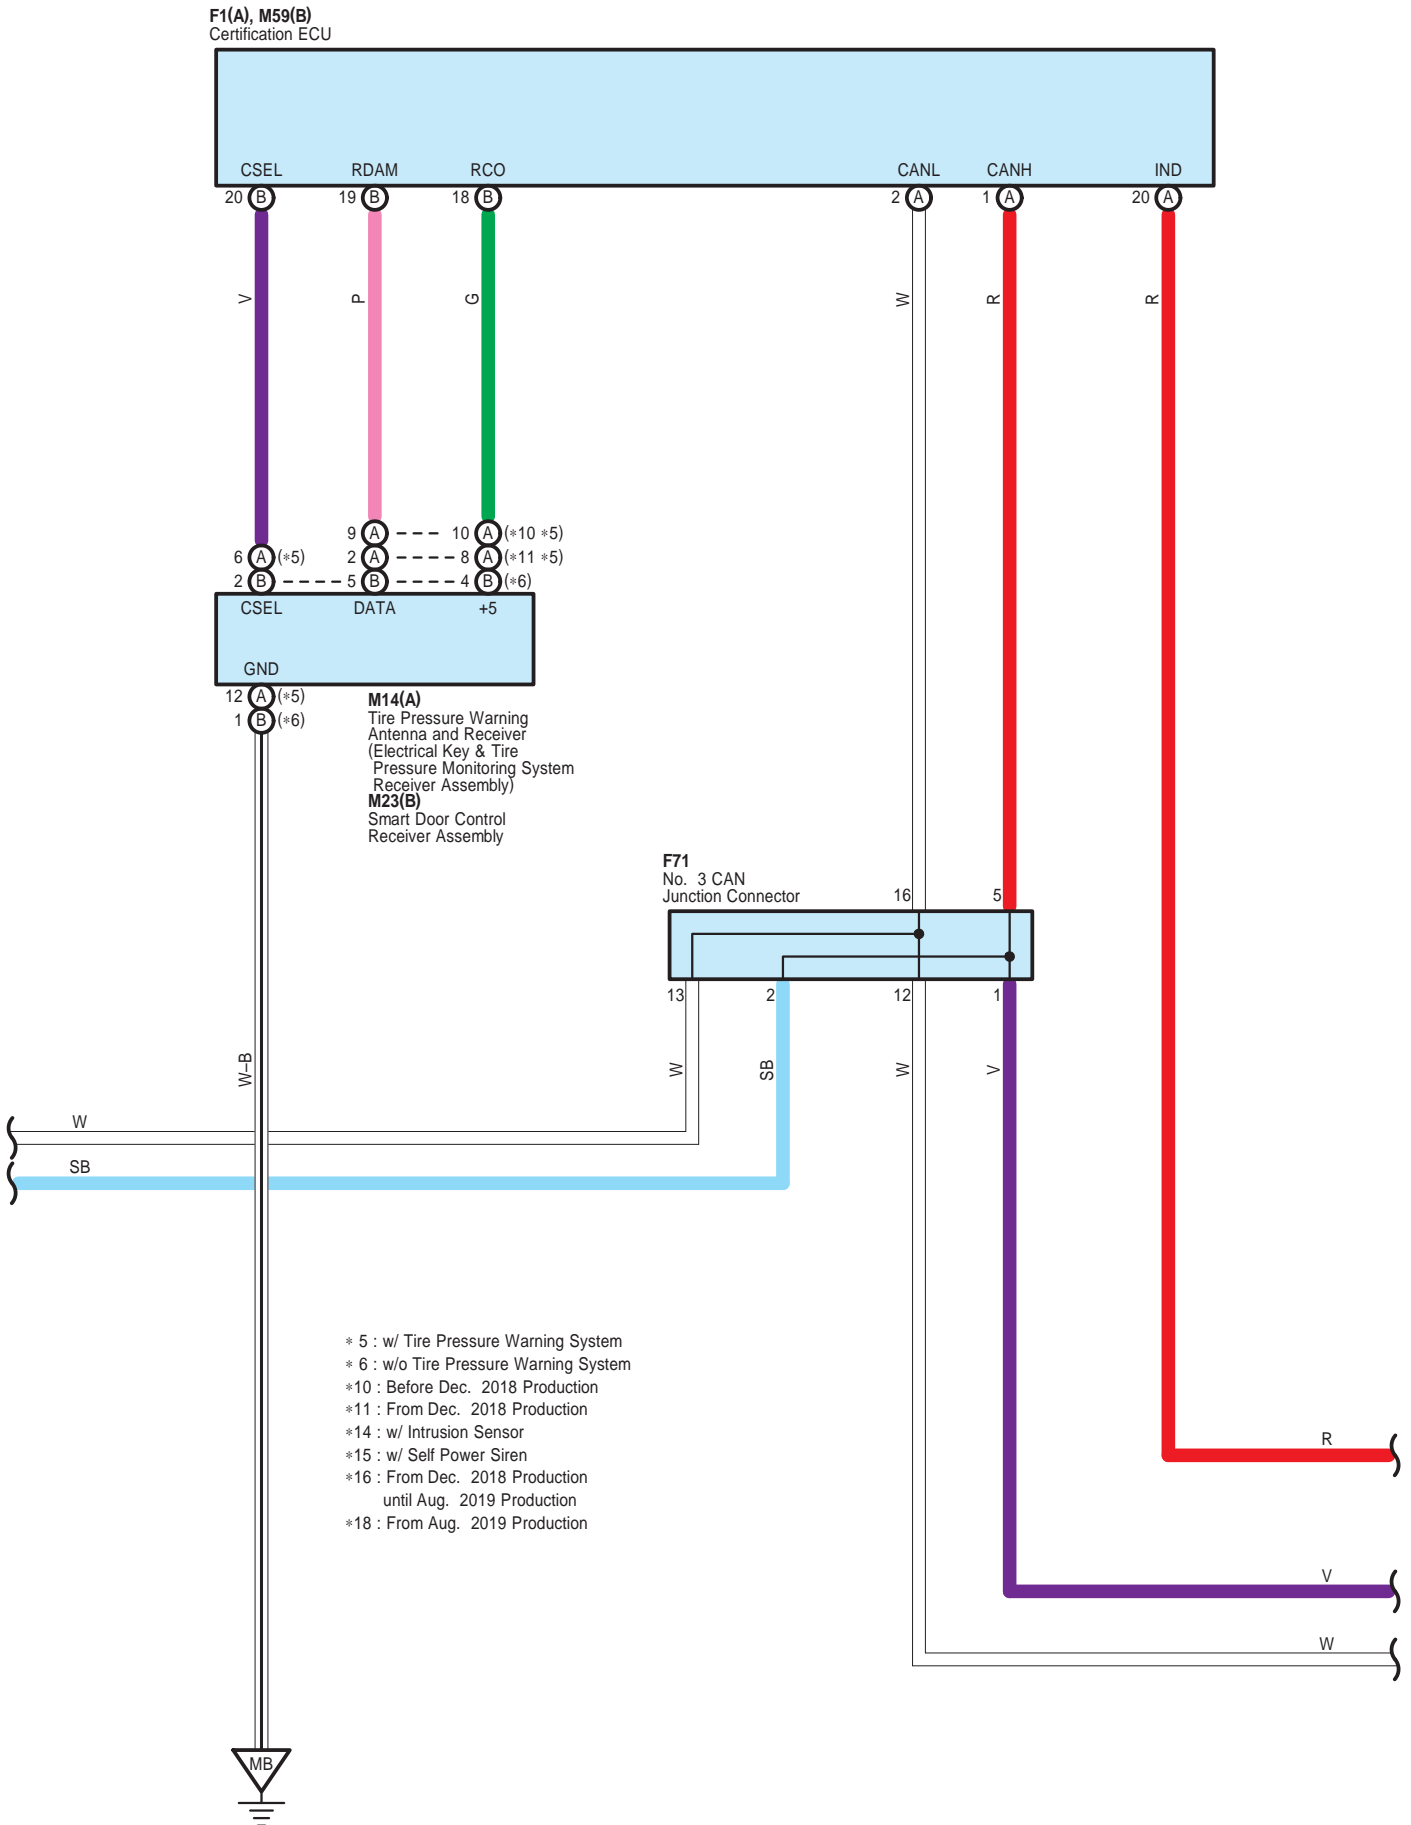 F1(A), M59(B)
Certification ECU
CSEL RDAM RCO CANL CANH IND
20 B 19 B 18 B 2 A 1 A 20 A
V P G W R R
9 A 10 A (*10 *5)
6 A (*5) 2 A 8 A (*11 *5)
2 B 5 B 4 B (*6)
CSEL DATA +5
GND
12 A (*5)
1 B (*6)
M14(A)
Tire Pressure Warning
Antenna and Receiver
(Electrical Key & Tire
Pressure Monitoring System
Receiver Assembly)
M23(B)
Smart Door Control
Receiver Assembly
F71
No. 3 CAN
Junction Connector
16 5
13 2 12 1
W–B W SB W V
W
SB
* 5 : w/ Tire Pressure Warning System
* 6 : w/o Tire Pressure Warning System
*10 : Before Dec. 2018 Production
*11 : From Dec. 2018 Production
*14 : w/ Intrusion Sensor
*15 : w/ Self Power Siren
*16 : From Dec. 2018 Production
until Aug. 2019 Production
*18 : From Aug. 2019 Production
R
V
W
MB